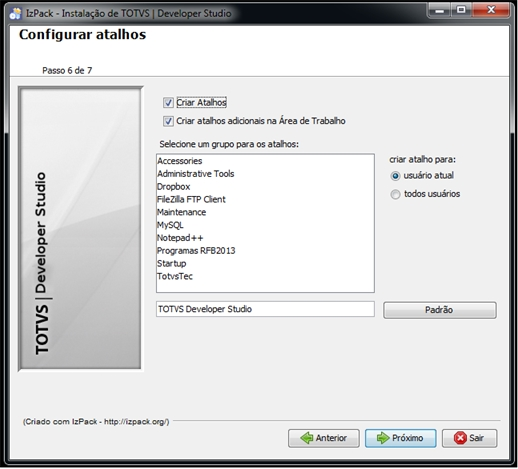 IzPack - Instalação de TOTVS | Developer Studio
Configurar atalhos
Passo 6 de 7
TOTVS | Developer Studio
Criar Atalhos
Criar atalhos adicionais na Área de Trabalho
Selecione um grupo para os atalhos:
Accessories
Administrative Tools
Dropbox
FileZilla FTP Client
Maintenance
MySQL
Notepad++
Programas RFB2013
Startup
TotvsTec
criar atalho para:
usuário atual
todos usuários
TOTVS Developer Studio
Padrão
(Criado com IzPack - http://izpack.org/)
Anterior
Próximo
Sair